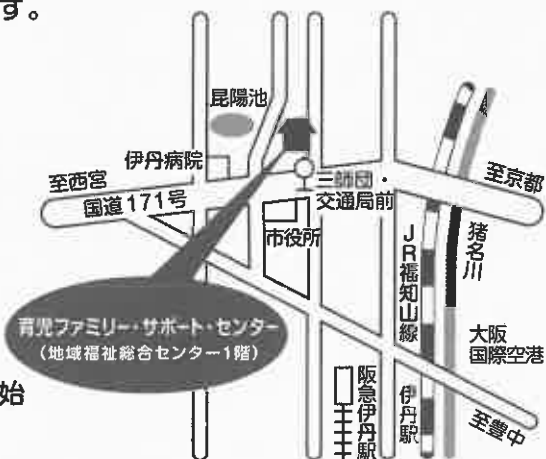 す。
昆陽池
伊丹病院
至西宮
国道171号
三師団・
交通局前
至京都
市役所
猪名川
JR福知山線
育児ファミリー・サポート・センター
(地域福祉総合センター1階)
大阪
国際空港
始
阪急伊丹駅
伊丹駅
至豊中